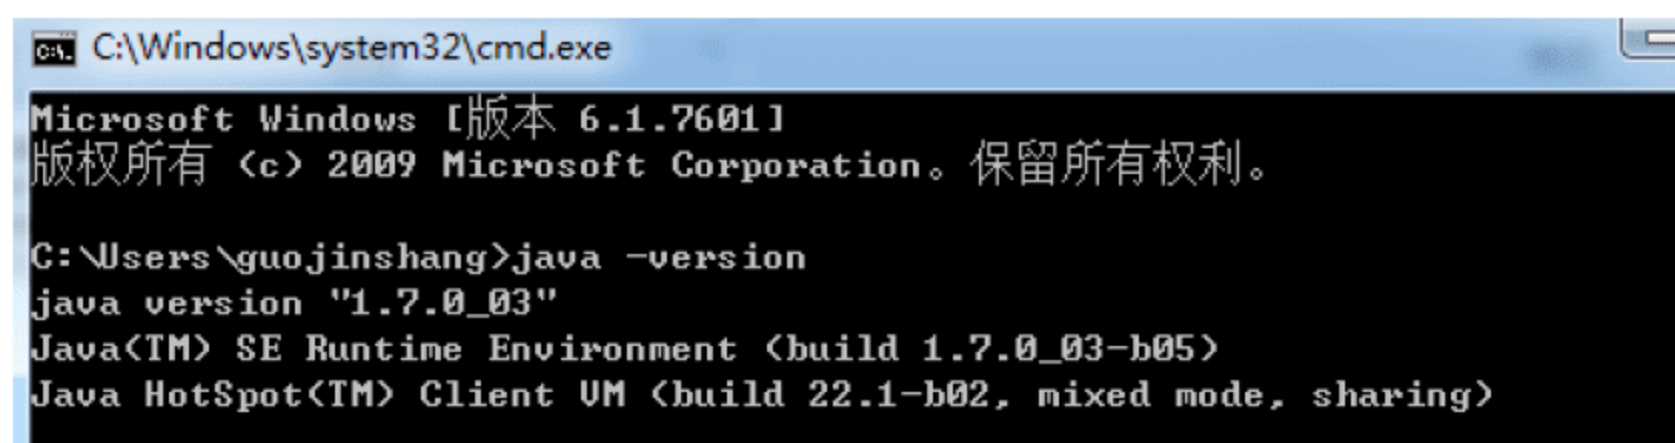 C:\Windows\system32\cmd.exe
Microsoft Windows [版本 6.1.7601]
版权所有 (c) 2009 Microsoft Corporation。保留所有权利。
C:\Users\guojinshang>java -version
java version "1.7.0_03"
Java(TM) SE Runtime Environment (build 1.7.0_03-b05)
Java HotSpot(TM) Client VM (build 22.1-b02, mixed mode, sharing)